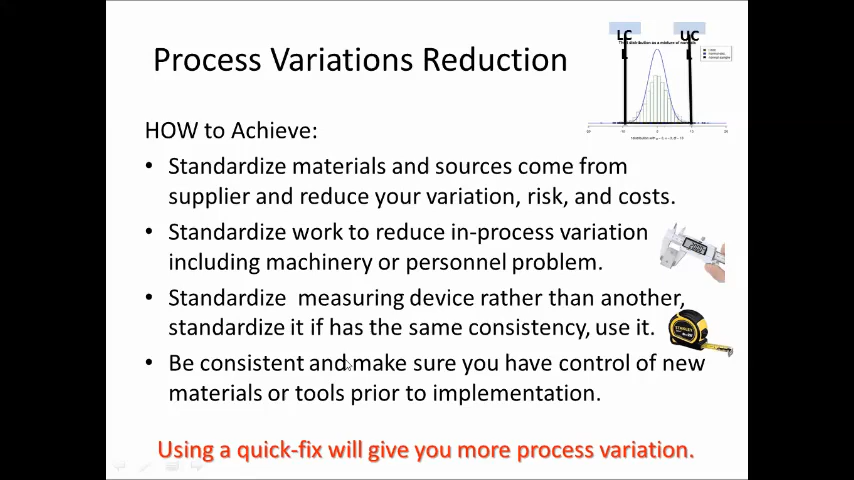 Process Variations Reduction
LC
L
UC
L
HOW to Achieve:
• Standardize materials and sources come from
supplier and reduce your variation, risk, and costs.
• Standardize work to reduce in-process variation
including machinery or personnel problem.
• Standardize  measuring device rather than another,
standardize it if has the same consistency, use it.
STANLEY
• Be consistent and make sure you have control of new
materials or tools prior to implementation.
Using a quick-fix will give you more process variation.